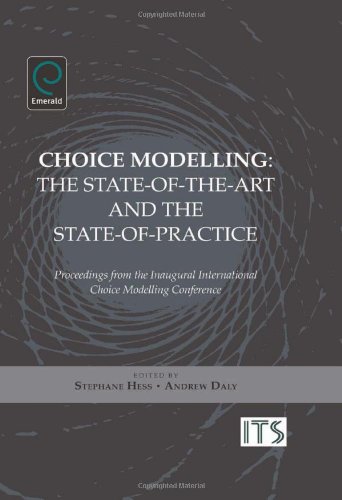 Emerald
CHOICE MODELLING:
THE STATE-OF-THE-ART
AND THE
STATE-OF-PRACTICE
Proceedings from the Inaugural International
Choice Modelling Conference
EDITED BY
STEPHANE HESS • ANDREW DALY
ITS